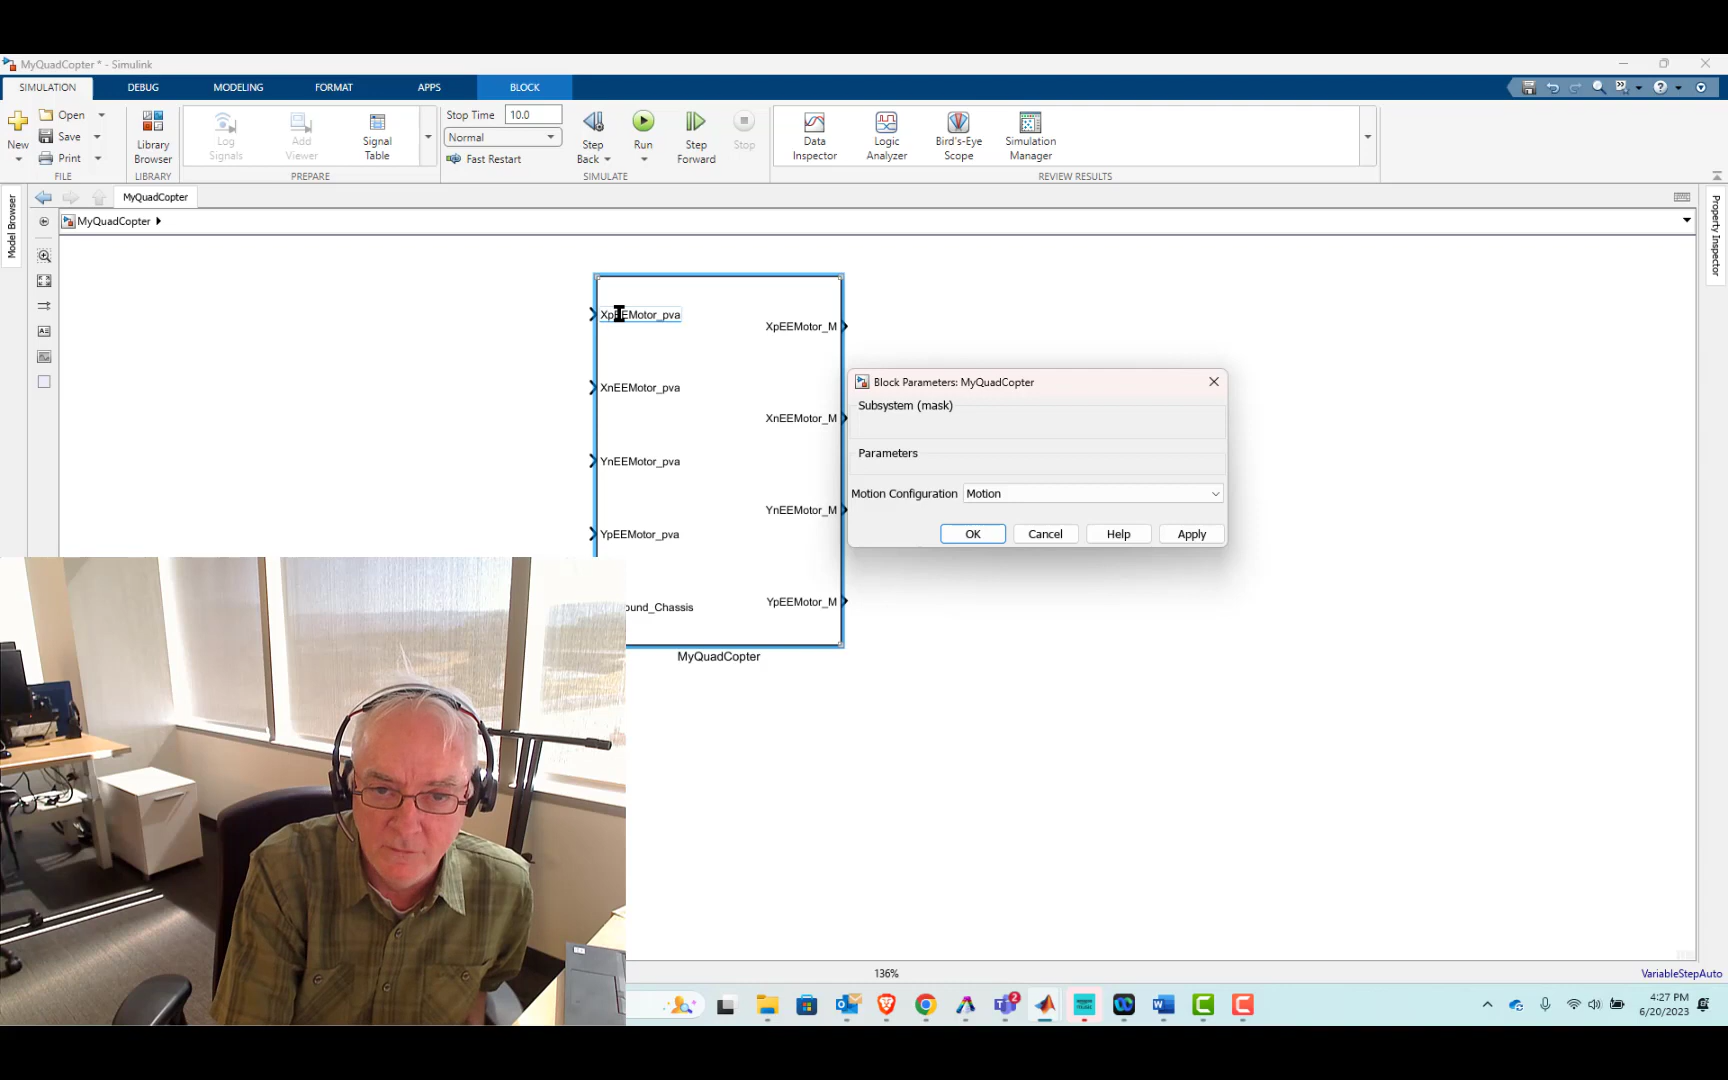 MyQuadCopter * - Simulink
SIMULATION DEBUG MODELING FORMAT APPS BLOCK
New
Open
Save
Print
FILE
Library Browser
LIBRARY
Log Signals
Add Viewer
Signal Table
PREPARE
Stop Time 10.0
Normal
Fast Restart
Step Back
Run
Step Forward
Stop
SIMULATE
Data Inspector
Logic Analyzer
Bird's-Eye Scope
Simulation Manager
REVIEW RESULTS
Model Browser
MyQuadCopter
MyQuadCopter
Property Inspector
XpEEMotor_pva
XpEEMotor_M
XnEEMotor_pva
XnEEMotor_M
YnEEMotor_pva
YnEEMotor_M
YpEEMotor_pva
ound_Chassis
YpEEMotor_M
MyQuadCopter
Block Parameters: MyQuadCopter
Subsystem (mask)
Parameters
Motion Configuration Motion
OK Cancel Help Apply
136%
VariableStepAuto
2
4:27 PM
6/20/2023